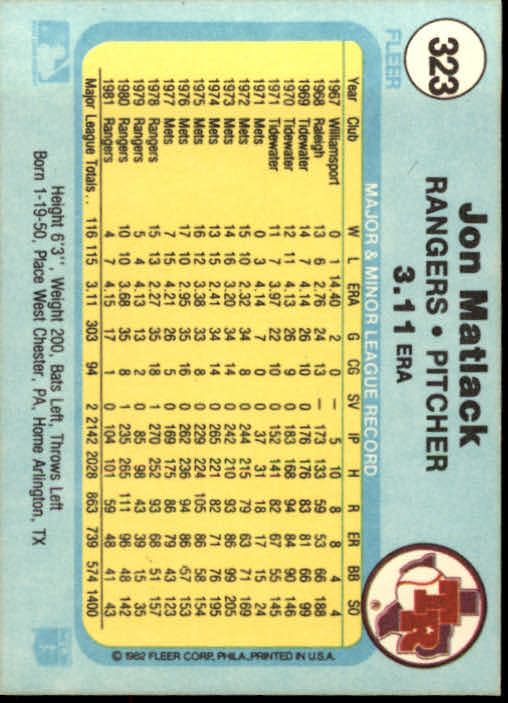 323
FLEER
Jon Matlack
RANGERS • PITCHER
3.11 ERA
TR
MAJOR & MINOR LEAGUE RECORD
Year Club W L ERA G CG SV IP H R ER BB SO
1967 Williamsport 0 1 14.40 2 0 – 5 10 8 8 4 4
1968 Raleigh 13 6 2.76 24 13 – 173 133 59 53 66 188
1969 Tidewater 14 7 4.14 26 10 – 176 176 83 81 66 99
1970 Tidewater 12 11 4.13 26 9 0 183 168 94 84 90 146
1971 Tidewater 11 7 3.97 22 11 0 152 141 82 67 55 145
1971 Mets 0 3 4.14 7 0 0 37 31 18 17 15 24
1972 Mets 15 10 2.32 34 8 0 244 215 79 63 71 169
1973 Mets 14 16 3.20 34 14 0 242 210 93 86 99 205
1974 Mets 13 15 2.41 34 14 0 265 221 82 71 76 195
1975 Mets 16 12 3.38 33 8 0 229 224 105 86 58 154
1976 Mets 17 10 2.95 35 16 0 262 236 94 86 57 153
1977 Mets 7 15 4.21 26 5 0 169 175 86 79 43 123
1978 Rangers 15 13 2.27 35 18 1 270 252 93 68 51 157
1979 Rangers 5 4 4.13 13 2 0 85 98 43 39 15 35
1980 Rangers 10 10 3.68 35 8 1 235 265 111 96 48 142
1981 Rangers 4 7 4.15 17 1 0 104 101 59 48 41 43
Major League Totals . . 116 115 3.11 303 94 2 2142 2028 863 739 574 1400
© 1982 FLEER CORP. PHILA., PRINTED IN U.S.A.
Height 6'3", Weight 200, Bats Left, Throws Left
Born 1-19-50, Place West Chester, PA, Home Arlington, TX